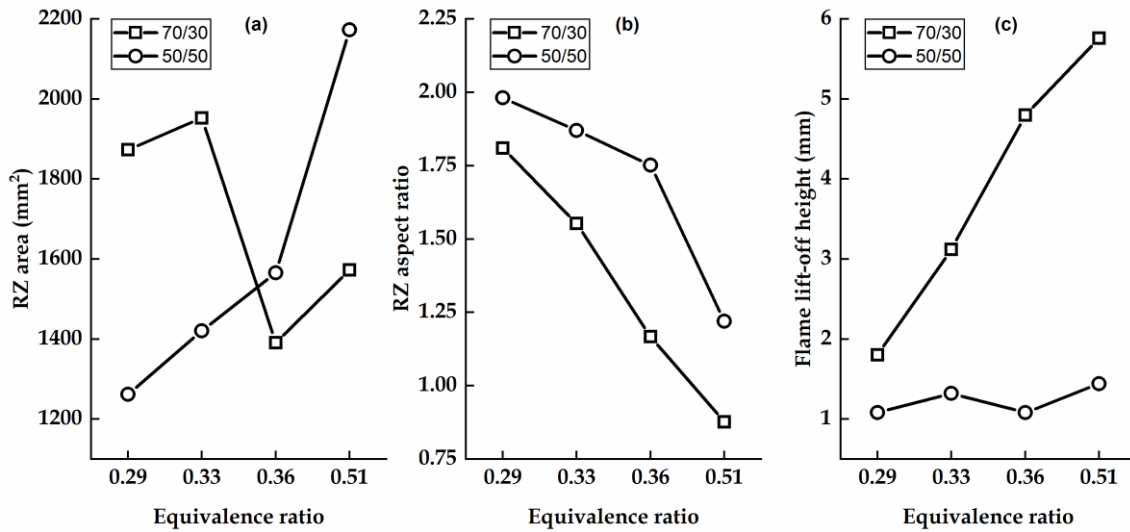 (a)
70/30
50/50
RZ area (mm²)
2200
2000
1800
1600
1400
1200
0.29 0.33 0.36 0.51
Equivalence ratio
(b)
70/30
50/50
RZ aspect ratio
2.25
2.00
1.75
1.50
1.25
1.00
0.75
0.29 0.33 0.36 0.51
Equivalence ratio
(c)
70/30
50/50
Flame lift-off height (mm)
6
5
4
3
2
1
0.29 0.33 0.36 0.51
Equivalence ratio